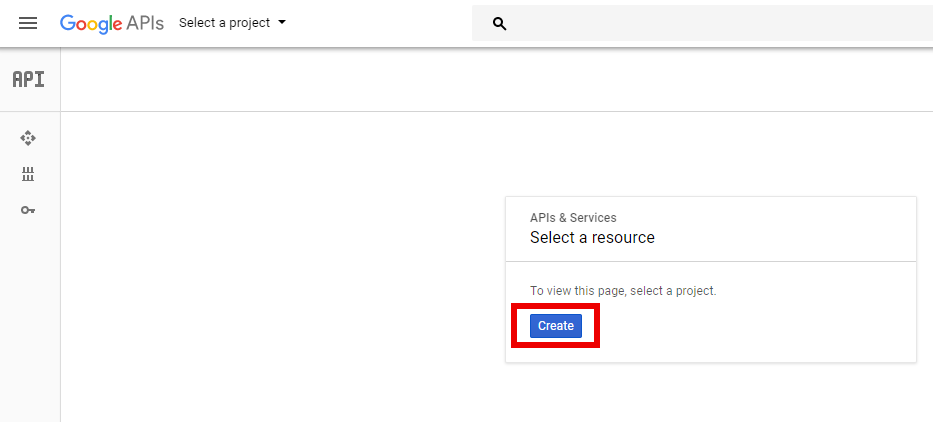 Google APIs Select a project
API
APIs & Services
Select a resource
To view this page, select a project.
Create